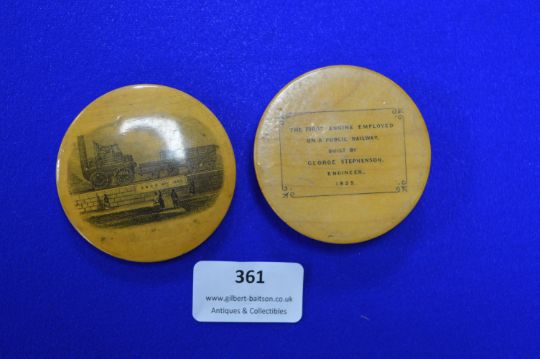 THE FIRST ENGINE EMPLOYED
ON A PUBLIC RAILWAY,
BUILT BY
GEORGE STEPHENSON,
ENGINEER,
1825.
361
www.gilbert-baitson.co.uk
Antiques & Collectibles